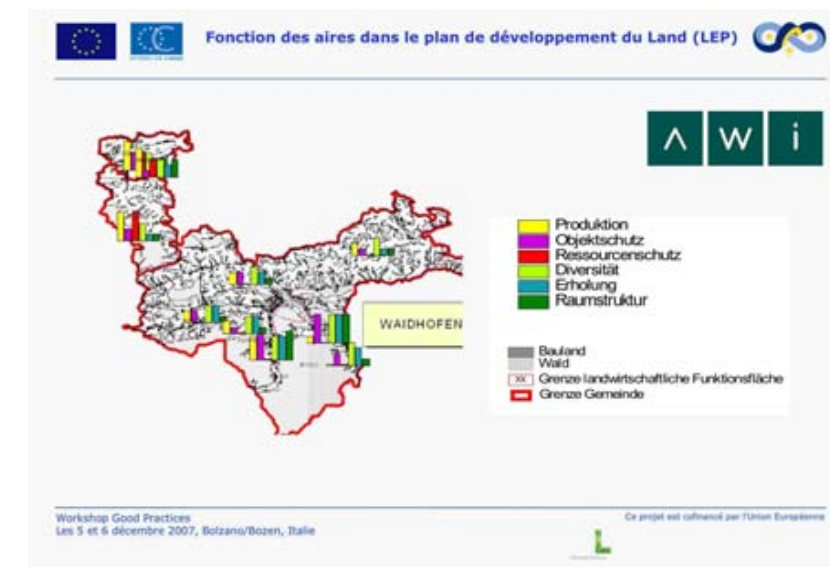 Fonction des aires dans le plan de développement du Land (LEP)
AWi
Produktion
Objektschutz
Ressourcenschutz
Diversität
Erholung
Raumstruktur
WAIDHOFEN
Bauland
Wald
XX Grenze landwirtschaftliche Funktionsfläche
Grenze Gemeinde
Workshop Good Practices
Les 5 et 6 décembre 2007, Bolzano/Bozen, Italie
Ce projet est cofinancé par l'Union Européenne
L